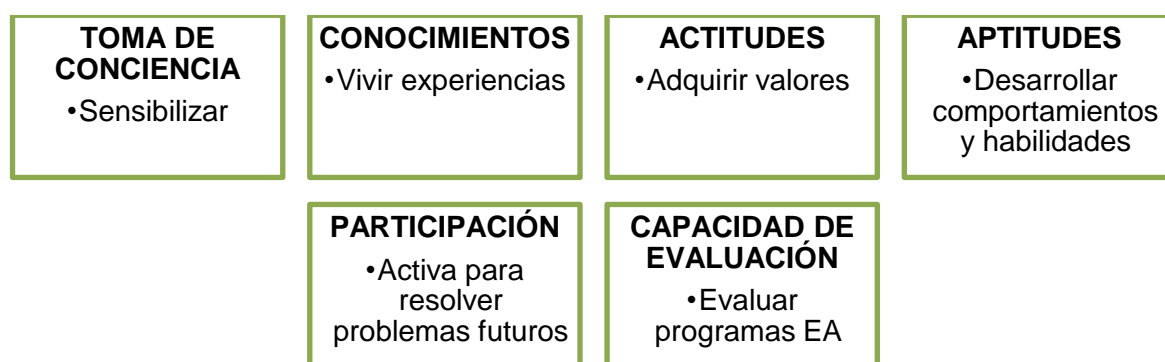 TOMA DE
CONCIENCIA
•Sensibilizar
CONOCIMIENTOS
•Vivir experiencias
ACTITUDES
•Adquirir valores
APTITUDES
•Desarrollar
comportamientos
y habilidades
PARTICIPACIÓN
•Activa para
resolver
problemas futuros
CAPACIDAD DE
EVALUACIÓN
•Evaluar
programas EA